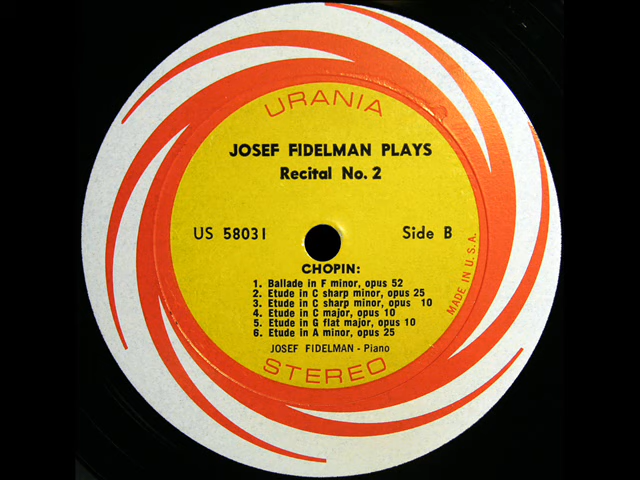 URANIA
JOSEF FIDELMAN PLAYS
Recital No. 2
US 58031 Side B
CHOPIN:
1. Ballade in F minor, opus 52
2. Etude in C sharp minor, opus 25
3. Etude in C sharp minor, opus 10
4. Etude in C major, opus 10
5. Etude in G flat major, opus 10
6. Etude in A minor, opus 25
JOSEF FIDELMAN - Piano
MADE IN U.S.A.
STEREO